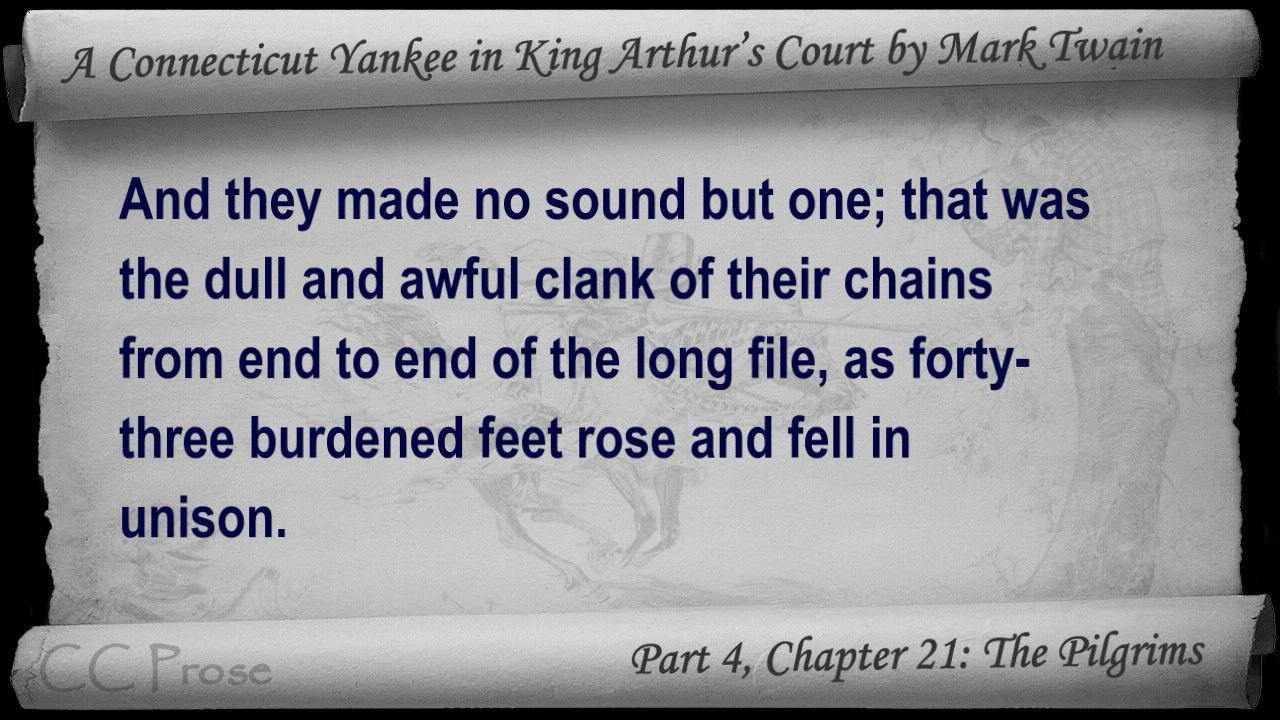 A Connecticut Yankee in King Arthur's Court by Mark Twain
And they made no sound but one; that was
the dull and awful clank of their chains
from end to end of the long file, as forty-
three burdened feet rose and fell in
unison.
CC Prose
Part 4, Chapter 21: The Pilgrims